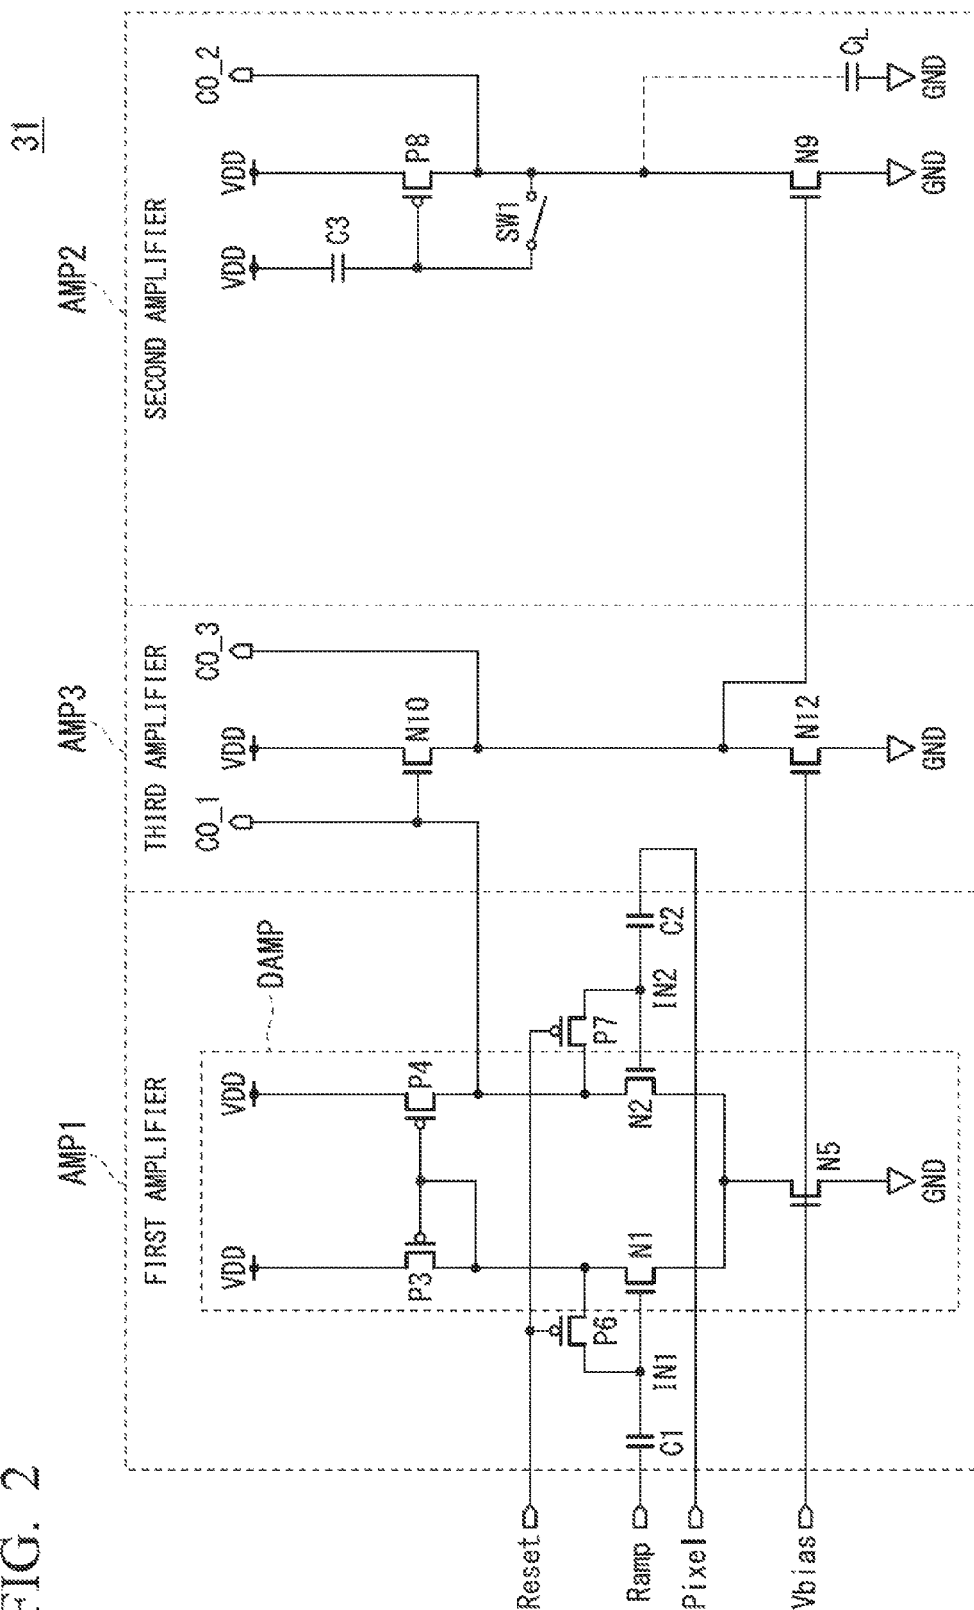 FIG. 2
31
AMP1
AMP3
AMP2
FIRST AMPLIFIER
THIRD AMPLIFIER
SECOND AMPLIFIER
DAMP
VDD
VDD
CO_1
VDD
CO_3
VDD
VDD
CO_2
P3
P4
N10
C3
P8
SW1
Reset
P6
P7
Ramp
C1
IN1
N1
N2
IN2
C2
Pixel
Vbias
N5
N12
N9
CL
GND
GND
GND
GND